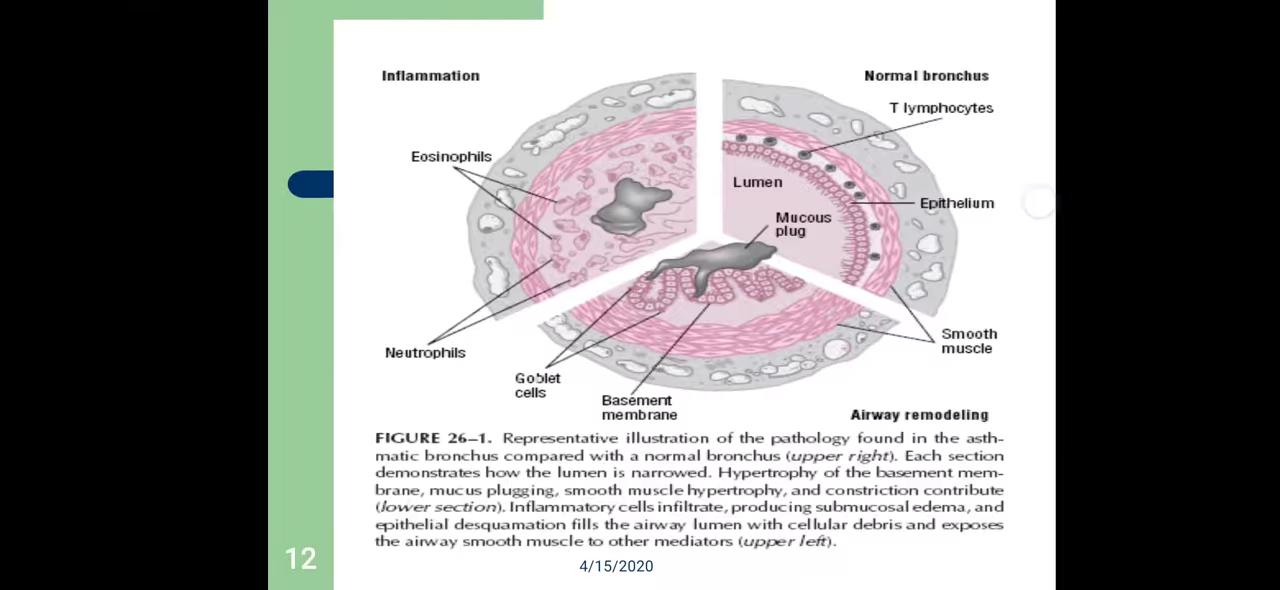 Inflammation
Normal bronchus
T lymphocytes
Eosinophils
Lumen
Epithelium
Mucous
plug
Smooth
muscle
Neutrophils
Goblet
cells
Basement
membrane
Airway remodeling
FIGURE 26–1. Representative illustration of the pathology found in the asth-
matic bronchus compared with a normal bronchus (upper right). Each section
demonstrates how the lumen is narrowed. Hypertrophy of the basement mem-
brane, mucus plugging, smooth muscle hypertrophy, and constriction contribute
(lower section). Inflammatory cells infiltrate, producing submucosal edema, and
epithelial desquamation fills the airway lumen with cellular debris and exposes
the airway smooth muscle to other mediators (upper left).
12
4/15/2020